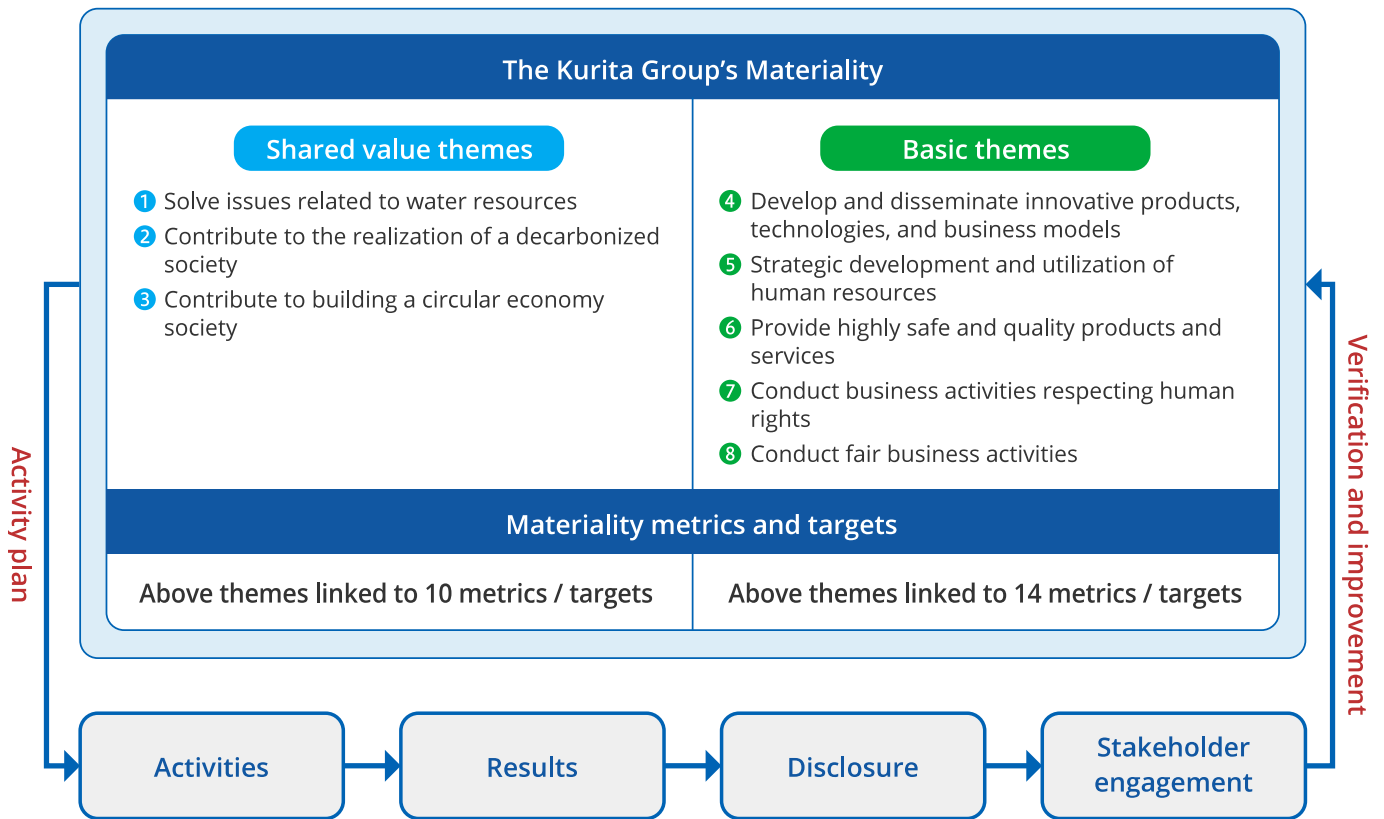 The Kurita Group's Materiality
Shared value themes
1 Solve issues related to water resources
2 Contribute to the realization of a decarbonized
society
3 Contribute to building a circular economy
society
Basic themes
4 Develop and disseminate innovative products,
technologies, and business models
5 Strategic development and utilization of
human resources
6 Provide highly safe and quality products and
services
7 Conduct business activities respecting human
rights
8 Conduct fair business activities
Materiality metrics and targets
Above themes linked to 10 metrics / targets
Above themes linked to 14 metrics / targets
Activity plan
Activities
Results
Disclosure
Stakeholder
engagement
Verification and improvement